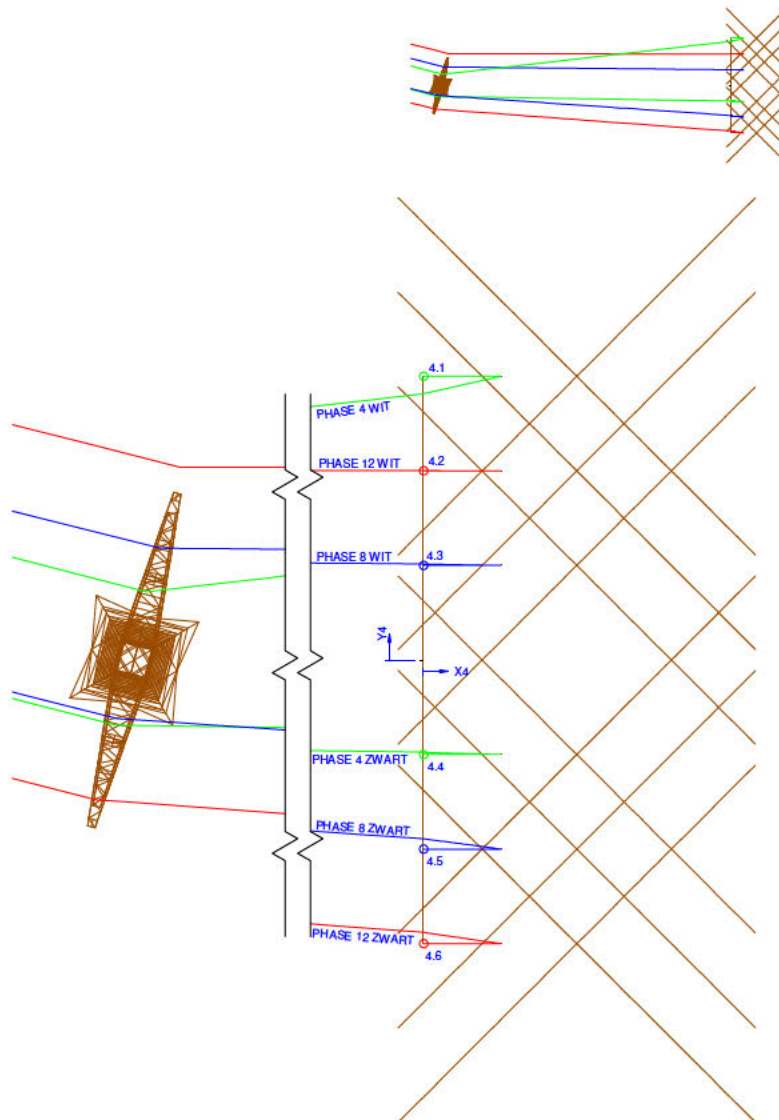 4.1
PHASE 4 WIT
PHASE 12 WIT
4.2
PHASE 8 WIT
4.3
Y4
X4
PHASE 4 ZWART
4.4
PHASE 8 ZWART
4.5
PHASE 12 ZWART
4.6